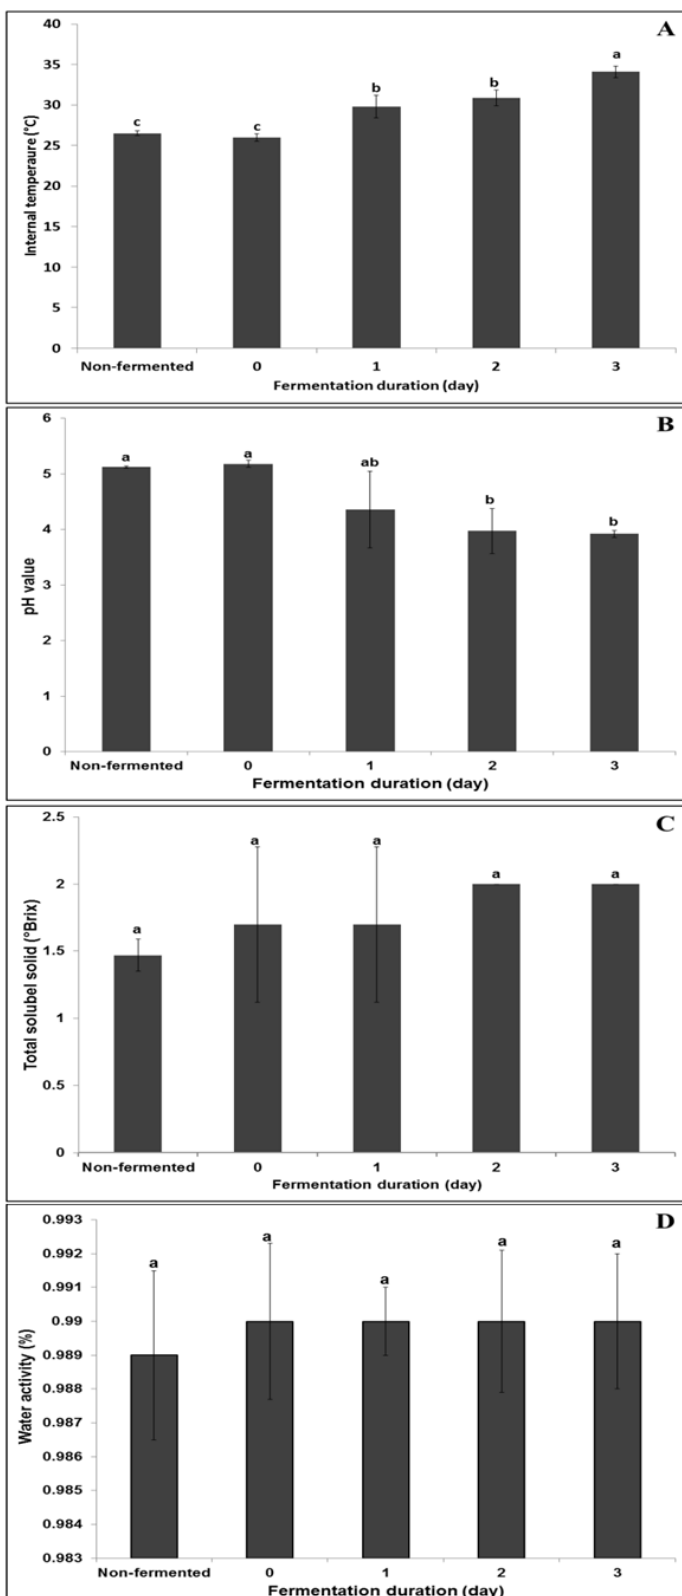 A
40
35
30
25
20
15
10
5
0
Internal temperaure (°C)
c
c
b
b
a
Non-fermented 0 1 2 3
Fermentation duration (day)
B
6
5
4
3
2
1
0
pH value
a
a
ab
b
b
Non-fermented 0 1 2 3
Fermentation duration (day)
C
2.5
2
1.5
1
0.5
0
Total solubel solid (°Brix)
a
a
a
a
a
Non-fermented 0 1 2 3
Fermentation duration (day)
D
0.993
0.992
0.991
0.99
0.989
0.988
0.987
0.986
0.985
0.984
0.983
Water activity (%)
a
a
a
a
a
Non-fermented 0 1 2 3
Fermentation duration (day)